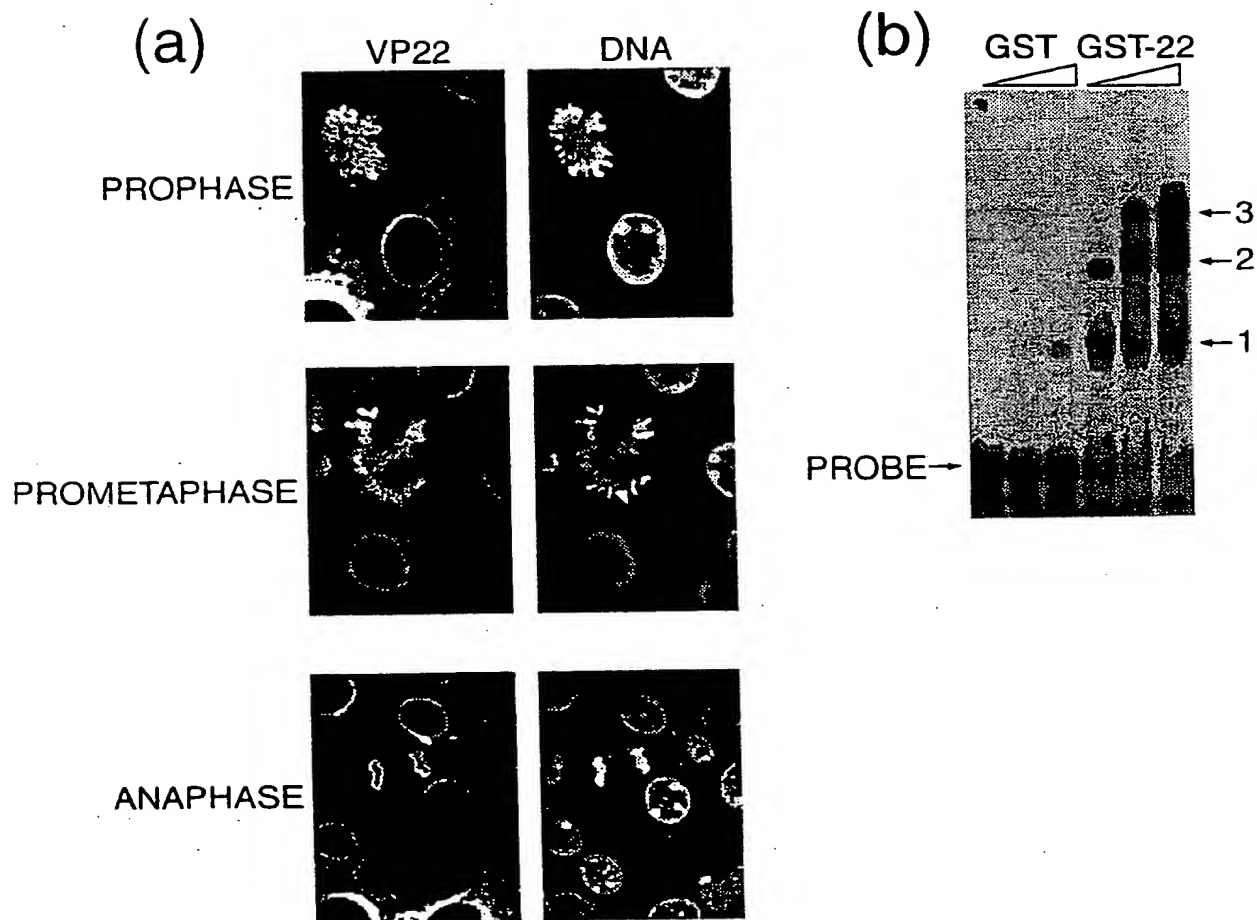 (a)
VP22 DNA
PROPHASE
PROMETAPHASE
ANAPHASE
(b)
GST GST-22
←3
←2
←1
PROBE→